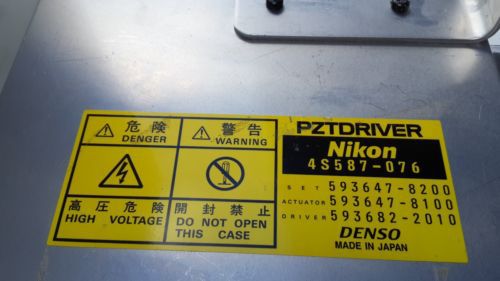 危険
DANGER
警告
WARNING
高圧危険
HIGH VOLTAGE
開封禁止
DO NOT OPEN
THIS CASE
PZTDRIVER
Nikon
4S587-076
SET 593647-8200
ACTUATOR 593647-8100
DRIVER 593682-2010
DENSO
MADE IN JAPAN